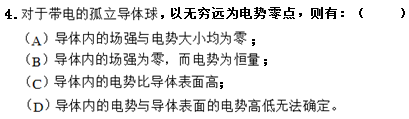 4.对于带电的孤立导体球，以无穷远为电势零点，则有：（　　）
（A）导体内的场强与电势大小均为零；
（B）导体内的场强为零，而电势为恒量；
（C）导体内的电势比导体表面高；
（D）导体内的电势与导体表面的电势高低无法确定。